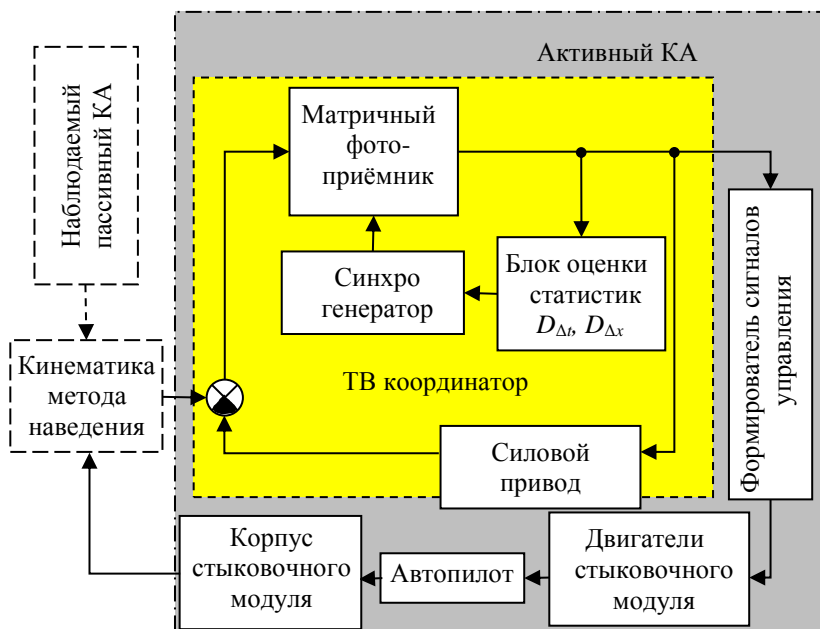 Активный КА
Наблюдаемый
пассивный КА
Матричный
фото-
приёмник
Синхро
генератор
Блок оценки
статистик
D_Δt, D_Δx
Формирователь сигналов
управления
ТВ координатор
Кинематика
метода
наведения
Силовой
привод
Корпус
стыковочного
модуля
Автопилот
Двигатели
стыковочного
модуля